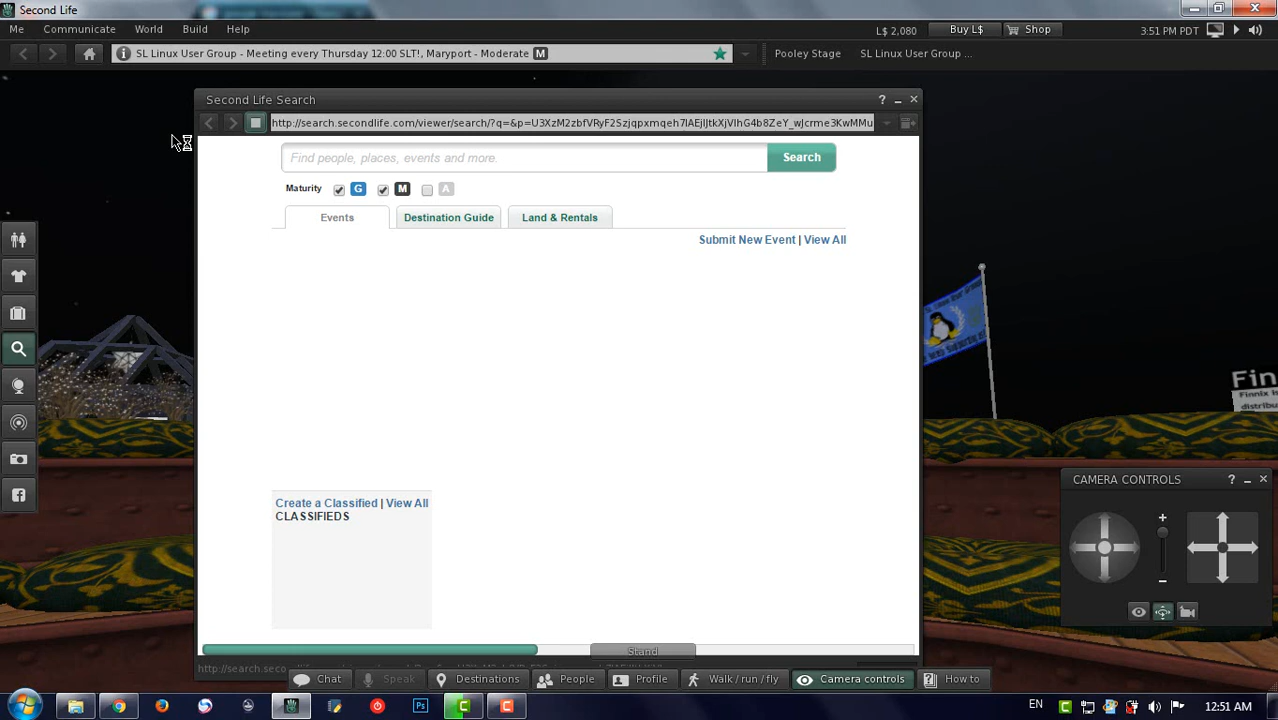 Second Life
Me Communicate World Build Help
L$ 2,080 Buy L$ Shop 3:51 PM PDT
SL Linux User Group - Meeting every Thursday 12:00 SLT!, Maryport - Moderate M
Pooley Stage SL Linux User Group ...
Second Life Search ?
Find people, places, events and more. Search
Maturity G M A
Events Destination Guide Land & Rentals
Submit New Event | View All
Finnix
Finnix is
CAMERA CONTROLS ?
Create a Classified | View All
CLASSIFIEDS
Stand
Chat Speak Destinations People Profile Walk / run / fly Camera controls How to
Ps EN 12:51 AM